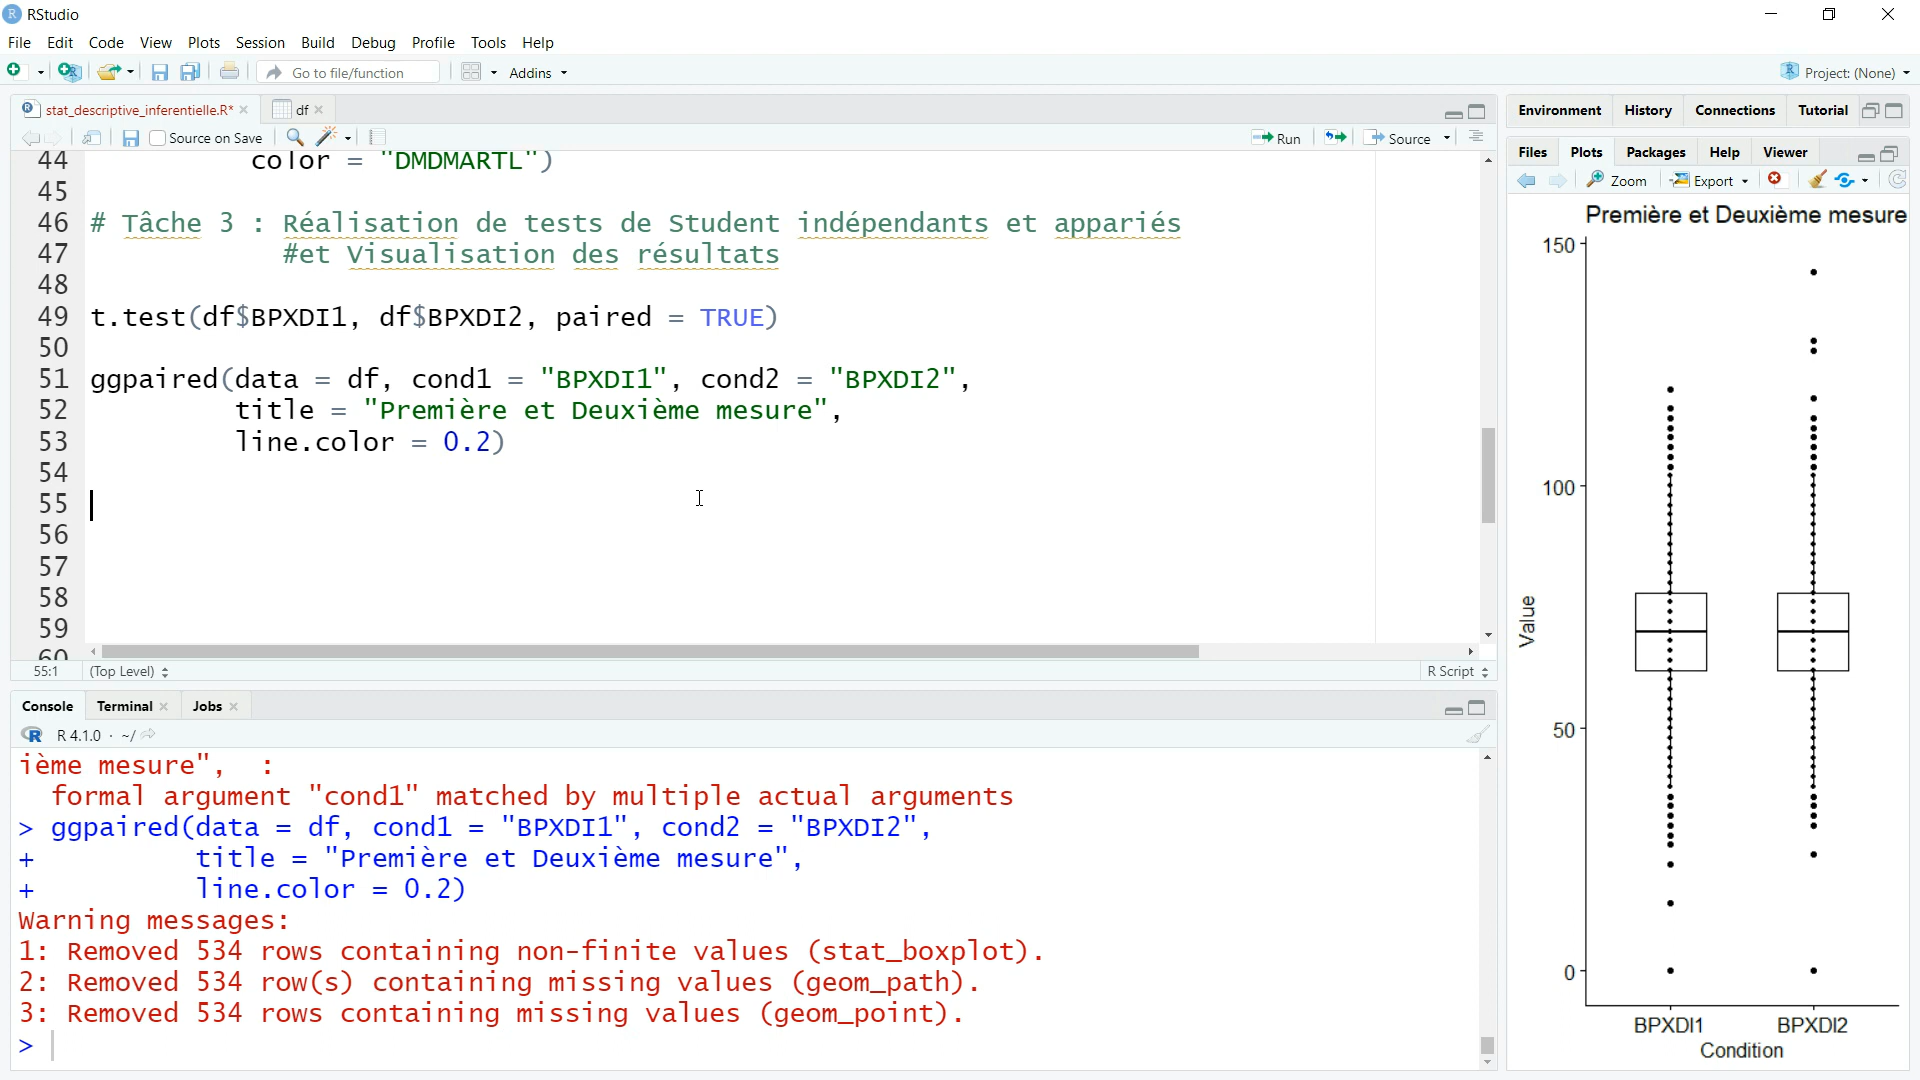 RStudio
File Edit Code View Plots Session Build Debug Profile Tools Help
Go to file/function Addins Project: (None)
stat_descriptive_inferentielle.R* df
Source on Save Run Source
44 color = "DMDMARTL")
45
46 # Tâche 3 : Réalisation de tests de Student indépendants et appariés
47 #et Visualisation des résultats
48
49 t.test(df$BPXDI1, df$BPXDI2, paired = TRUE)
50
51 ggpaired(data = df, cond1 = "BPXDI1", cond2 = "BPXDI2",
52 title = "Première et Deuxième mesure",
53 line.color = 0.2)
54
55
56
57
58
59
60
55:1 (Top Level) R Script
Console Terminal Jobs
R R 4.1.0 · ~/
ième mesure", :
formal argument "cond1" matched by multiple actual arguments
> ggpaired(data = df, cond1 = "BPXDI1", cond2 = "BPXDI2",
+ title = "Première et Deuxième mesure",
+ line.color = 0.2)
Warning messages:
1: Removed 534 rows containing non-finite values (stat_boxplot).
2: Removed 534 row(s) containing missing values (geom_path).
3: Removed 534 rows containing missing values (geom_point).
>
Environment History Connections Tutorial
Files Plots Packages Help Viewer
Zoom Export
Première et Deuxième mesure
150
100
50
0
Value
BPXDI1 BPXDI2
Condition